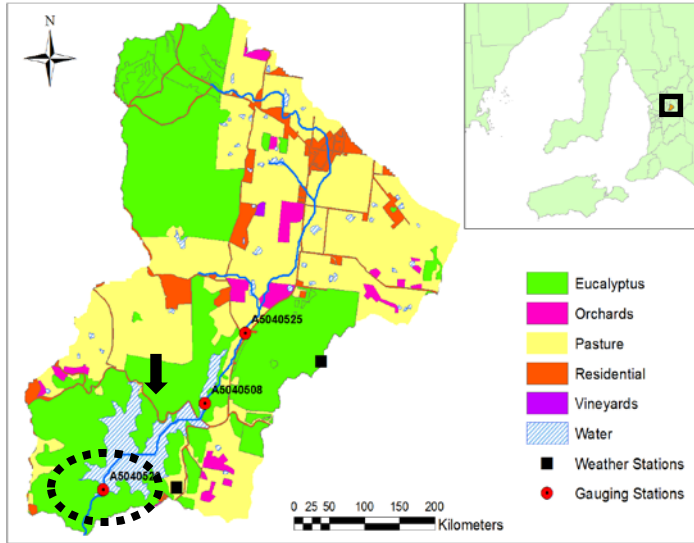 N
A5040525
A5040508
Eucalyptus
Orchards
Pasture
Residential
Vineyards
Water
Weather Stations
Gauging Stations
0 25 50 100 150 200
Kilometers